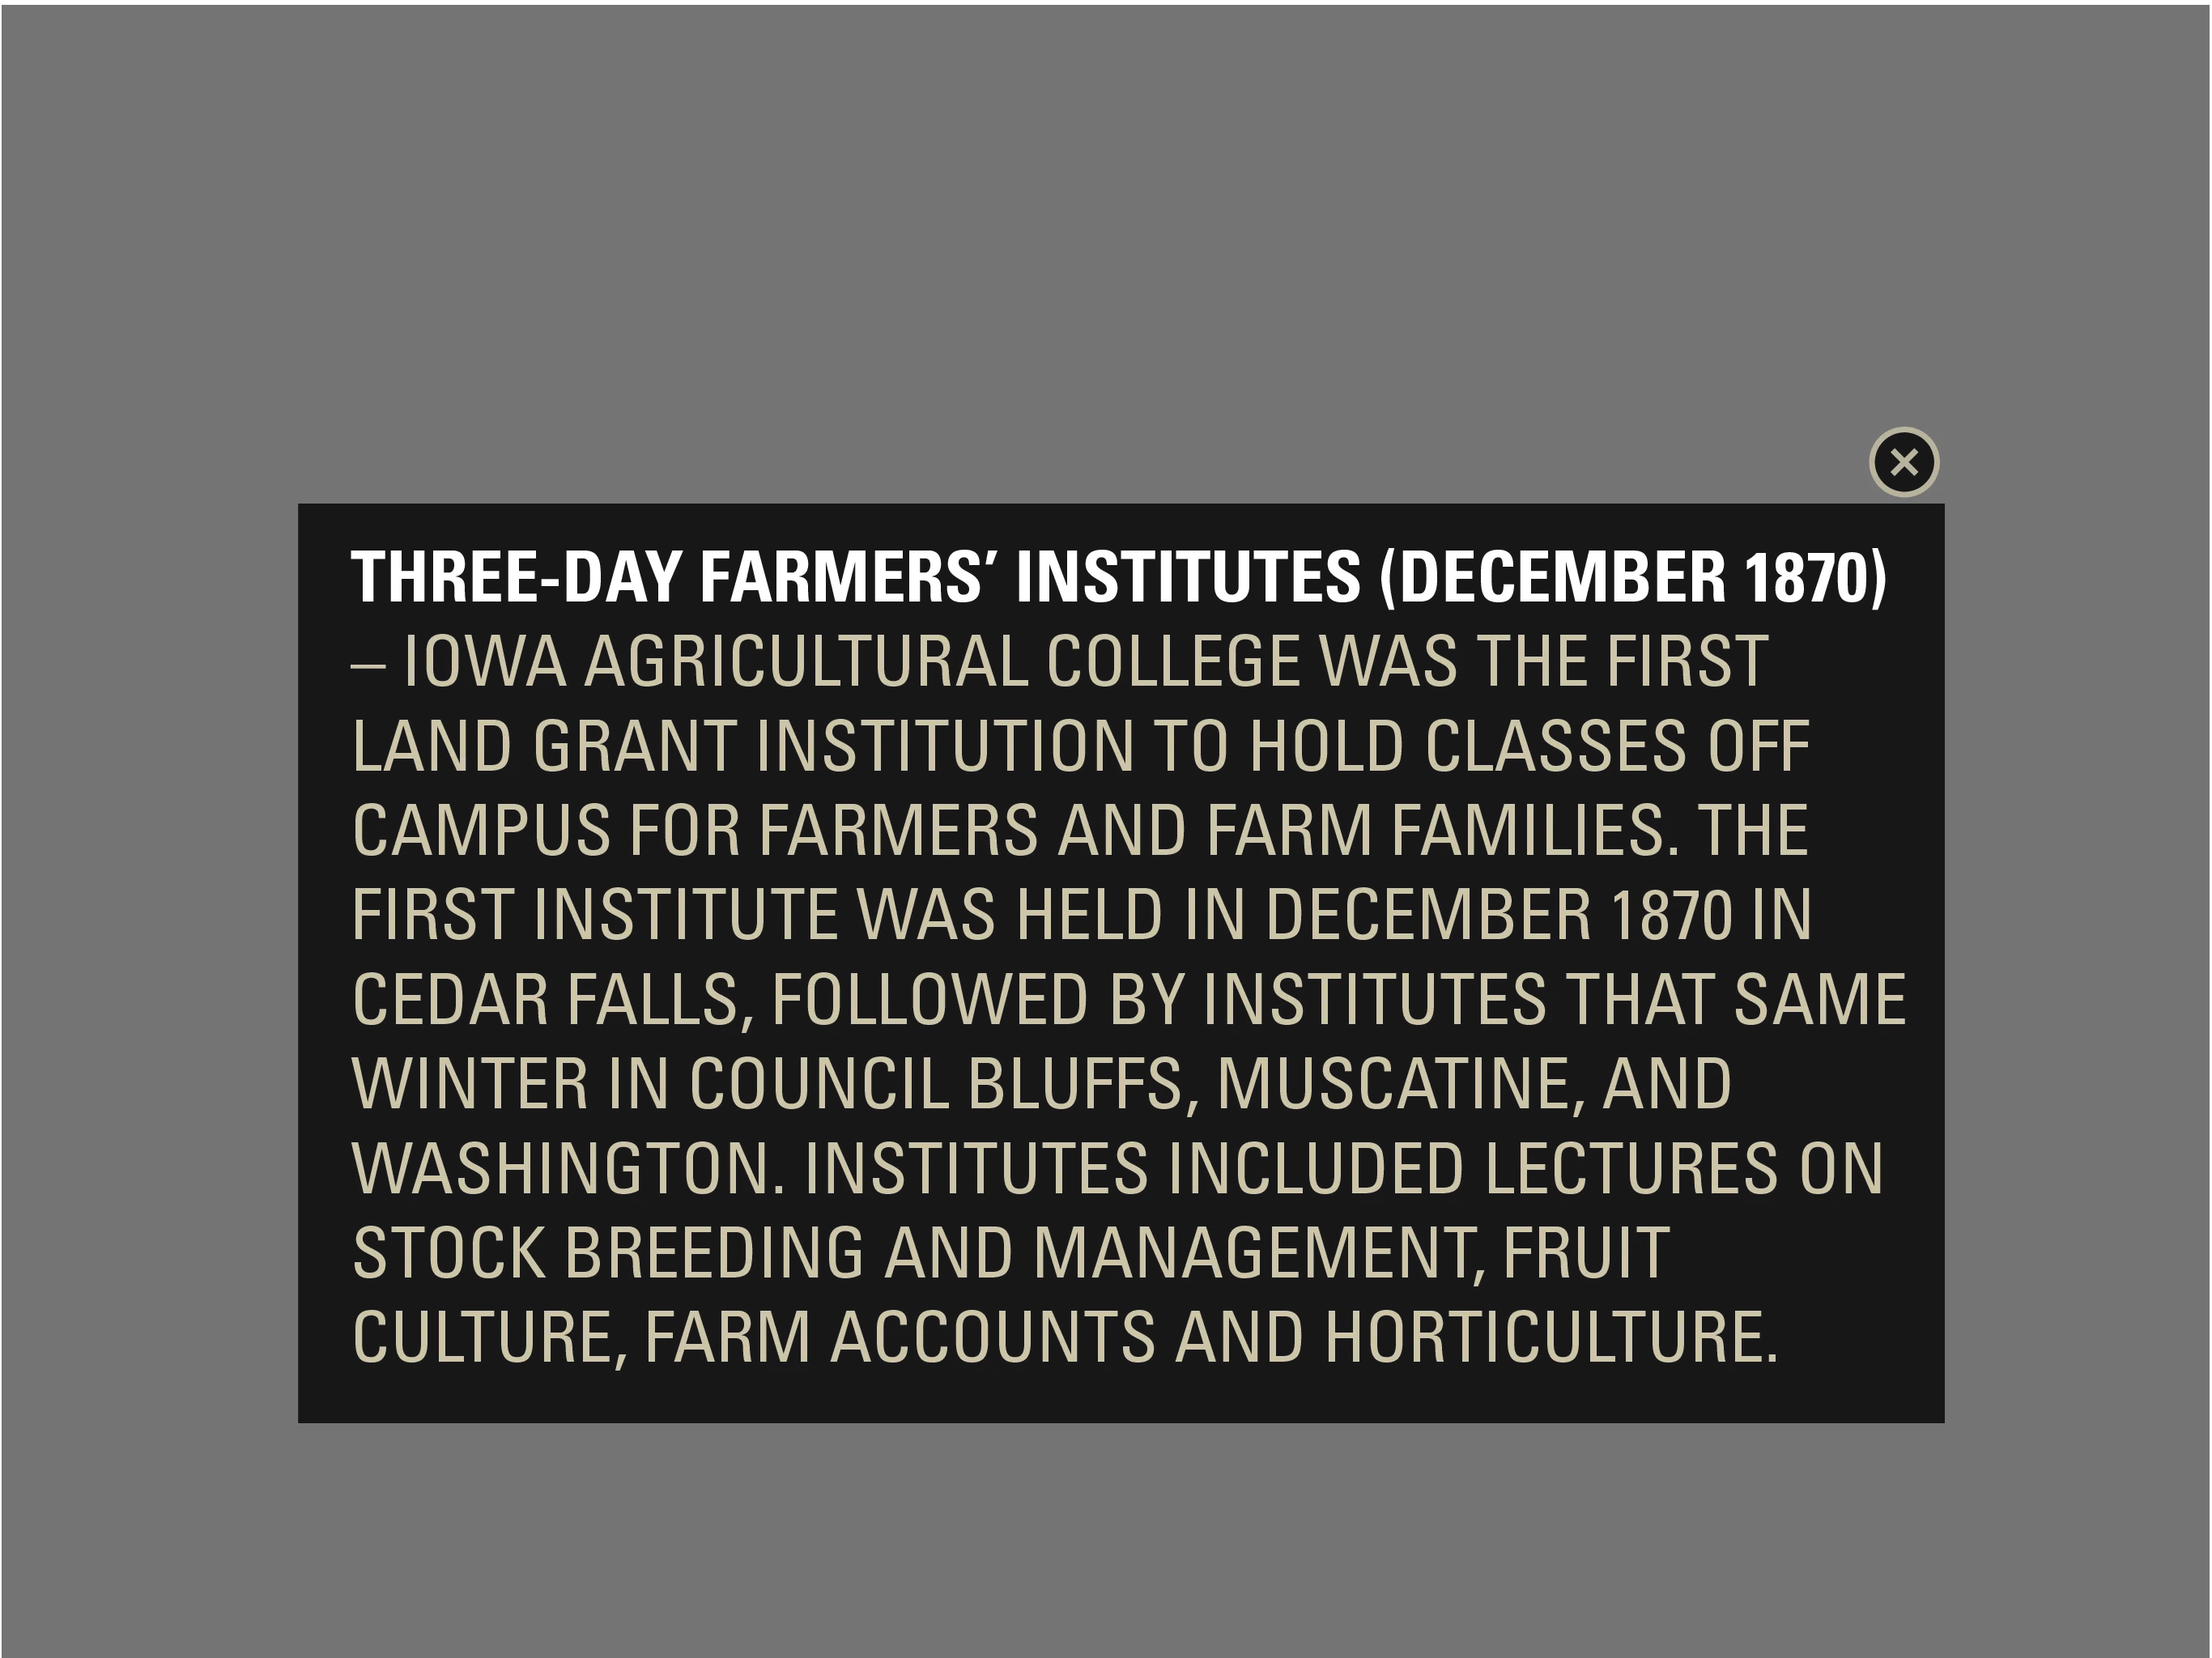 THREE-DAY FARMERS’ INSTITUTES (DECEMBER 1870)
– IOWA AGRICULTURAL COLLEGE WAS THE FIRST
LAND GRANT INSTITUTION TO HOLD CLASSES OFF
CAMPUS FOR FARMERS AND FARM FAMILIES. THE
FIRST INSTITUTE WAS HELD IN DECEMBER 1870 IN
CEDAR FALLS, FOLLOWED BY INSTITUTES THAT SAME
WINTER IN COUNCIL BLUFFS, MUSCATINE, AND
WASHINGTON. INSTITUTES INCLUDED LECTURES ON
STOCK BREEDING AND MANAGEMENT, FRUIT
CULTURE, FARM ACCOUNTS AND HORTICULTURE.